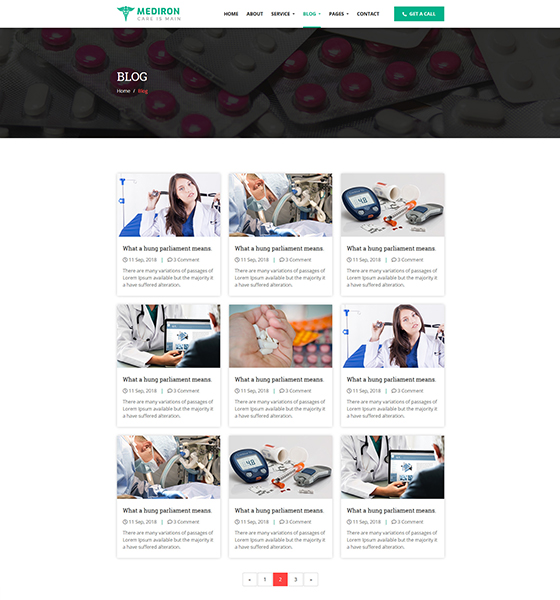 MEDIRON
CARE IS MAIN
HOME ABOUT SERVICE BLOG PAGES CONTACT GET A CALL
BLOG
Home / Blog
What a hung parliament means.
11 Sep, 2018 | 3 Comment
There are many variations of passages of
Lorem Ipsum available but the majority it
a have suffered alteration.
What a hung parliament means.
11 Sep, 2018 | 3 Comment
There are many variations of passages of
Lorem Ipsum available but the majority it
a have suffered alteration.
What a hung parliament means.
11 Sep, 2018 | 3 Comment
There are many variations of passages of
Lorem Ipsum available but the majority it
a have suffered alteration.
What a hung parliament means.
11 Sep, 2018 | 3 Comment
There are many variations of passages of
Lorem Ipsum available but the majority it
a have suffered alteration.
What a hung parliament means.
11 Sep, 2018 | 3 Comment
There are many variations of passages of
Lorem Ipsum available but the majority it
a have suffered alteration.
What a hung parliament means.
11 Sep, 2018 | 3 Comment
There are many variations of passages of
Lorem Ipsum available but the majority it
a have suffered alteration.
What a hung parliament means.
11 Sep, 2018 | 3 Comment
There are many variations of passages of
Lorem Ipsum available but the majority it
a have suffered alteration.
What a hung parliament means.
11 Sep, 2018 | 3 Comment
There are many variations of passages of
Lorem Ipsum available but the majority it
a have suffered alteration.
What a hung parliament means.
11 Sep, 2018 | 3 Comment
There are many variations of passages of
Lorem Ipsum available but the majority it
a have suffered alteration.
« 1 2 3 »